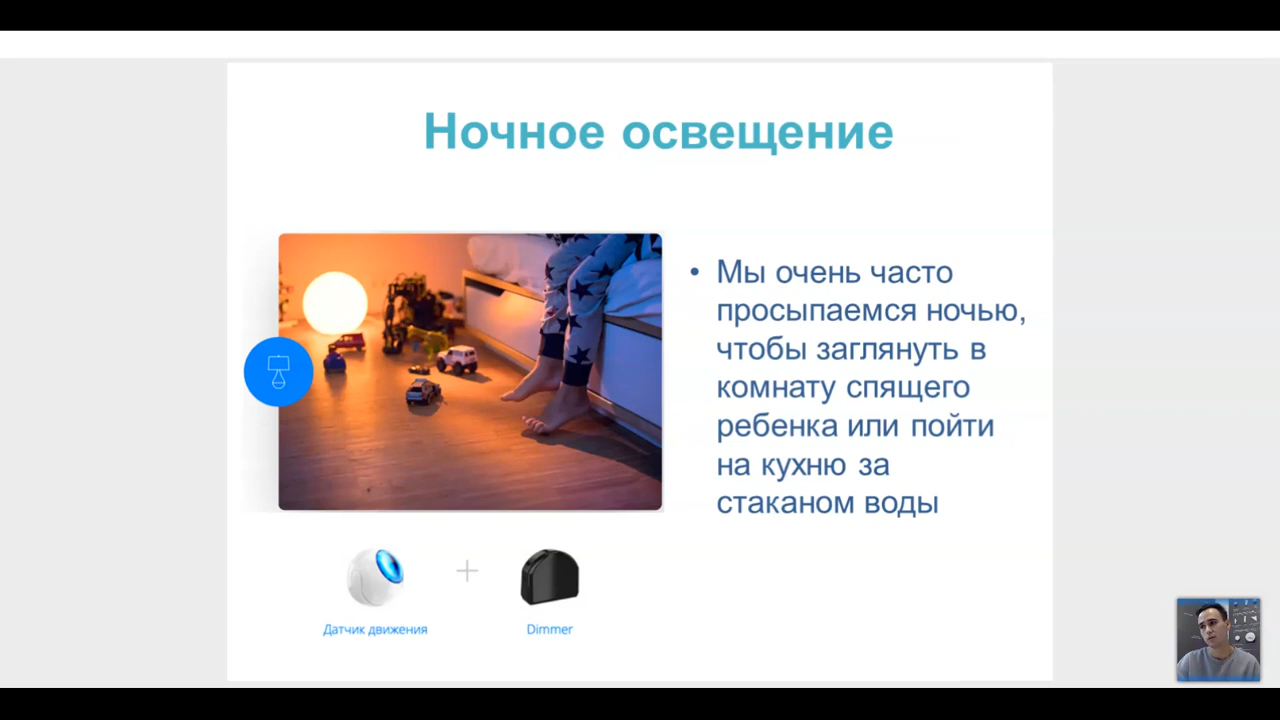 Ночное освещение
• Мы очень часто
просыпаемся ночью,
чтобы заглянуть в
комнату спящего
ребенка или пойти
на кухню за
стаканом воды
Датчик движения
+
Dimmer